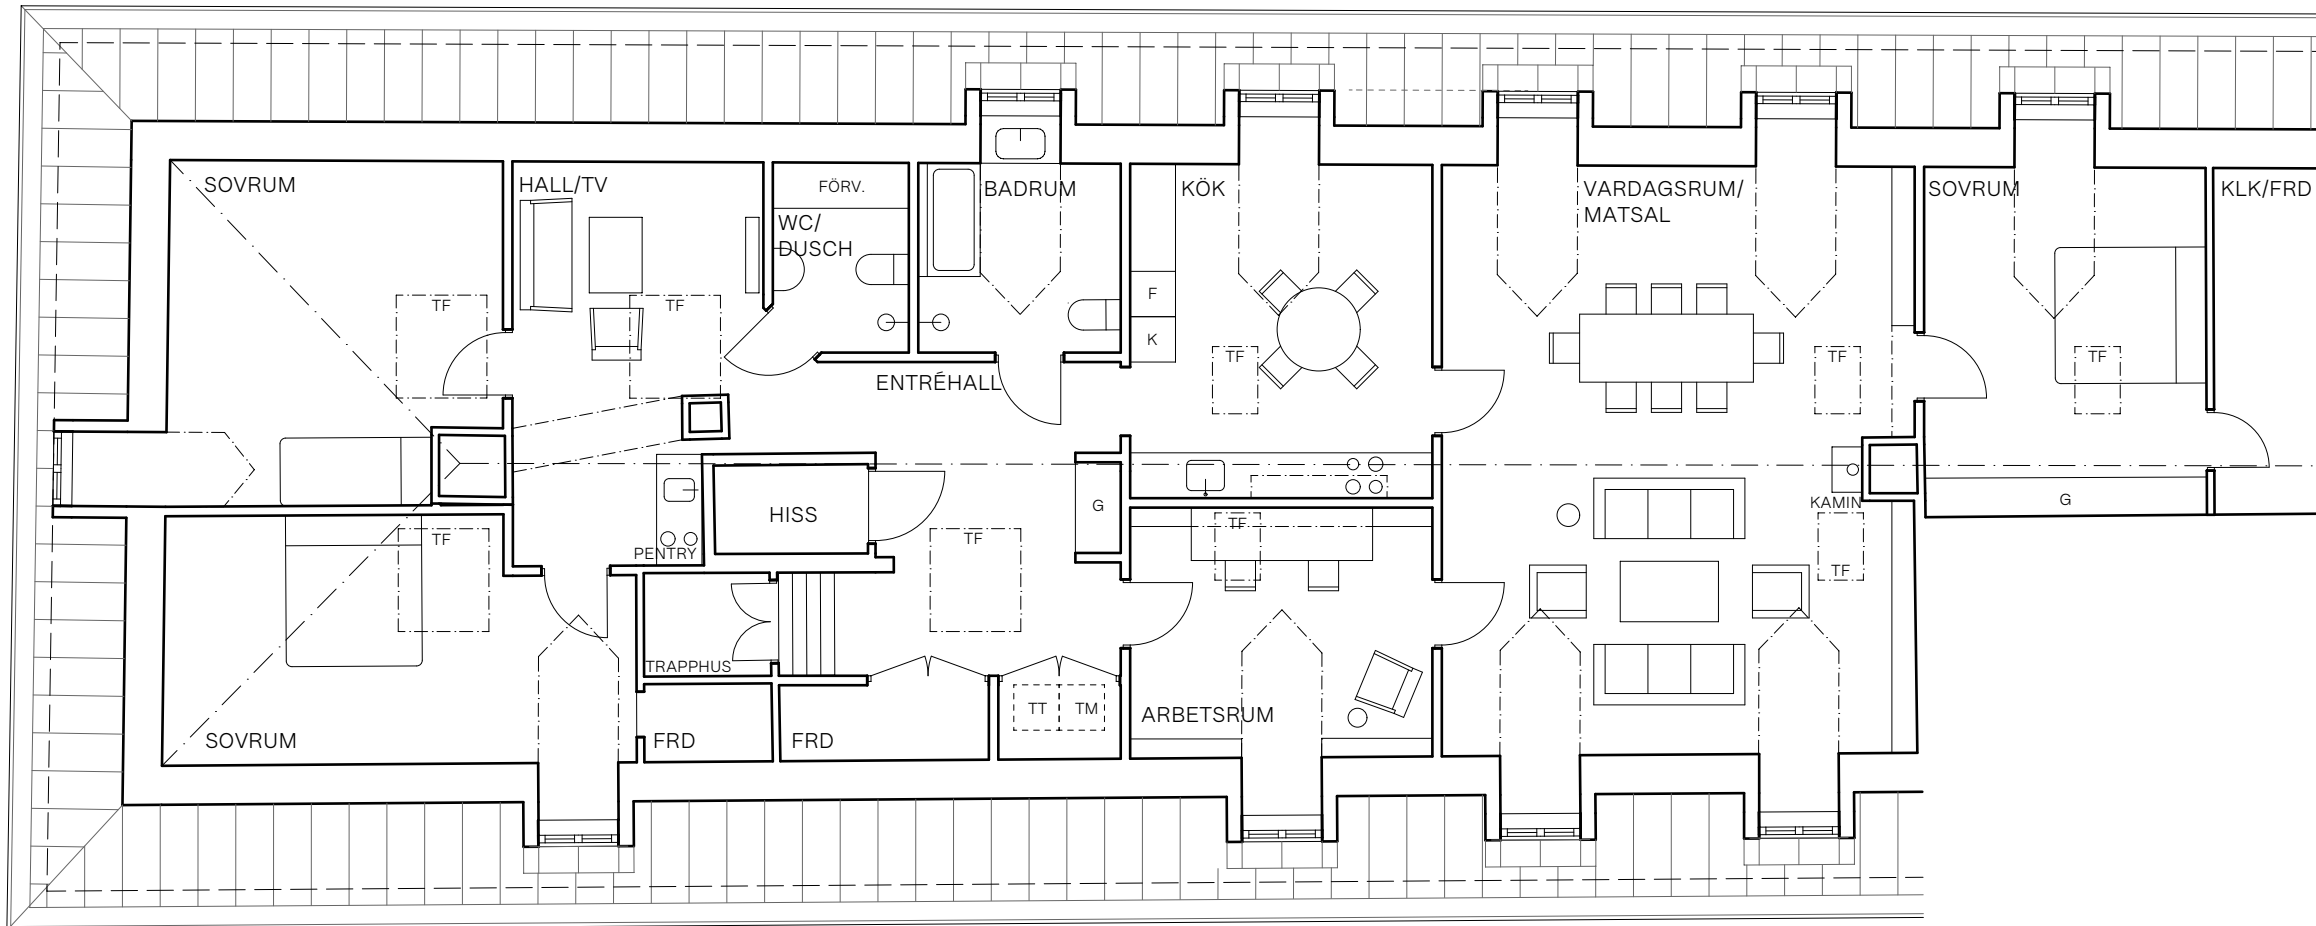 SOVRUM
HALL/TV
FÖRV.
WC/
DUSCH
BADRUM
KÖK
VARDAGSRUM/
MATSAL
SOVRUM
KLK/FRD
TF
TF
F
K
TF
TF
TF
ENTRÉHALL
HISS
G
KAMIN
G
TF
PENTRY
TF
TF
TF
TRAPPHUS
TT
TM
ARBETSRUM
SOVRUM
FRD
FRD